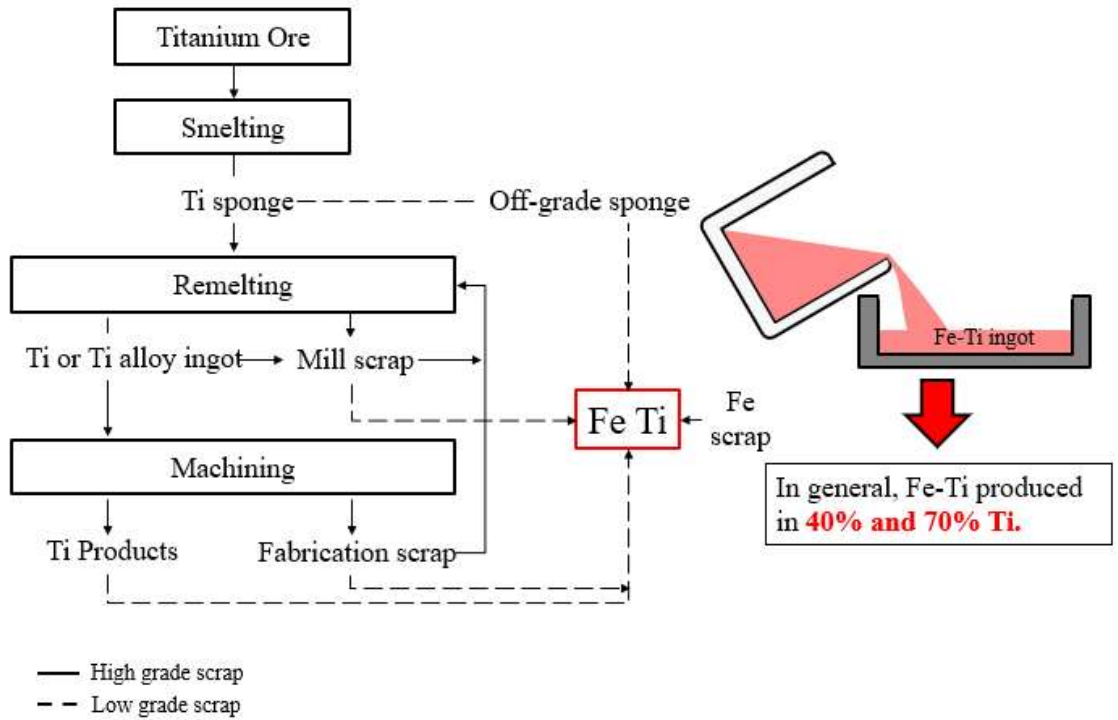 Titanium Ore
Smelting
Ti sponge
Off-grade sponge
Remelting
Ti or Ti alloy ingot
Mill scrap
Fe Ti
Fe
scrap
Machining
Ti Products
Fabrication scrap
Fe-Ti ingot
In general, Fe-Ti produced
in 40% and 70% Ti.
High grade scrap
Low grade scrap